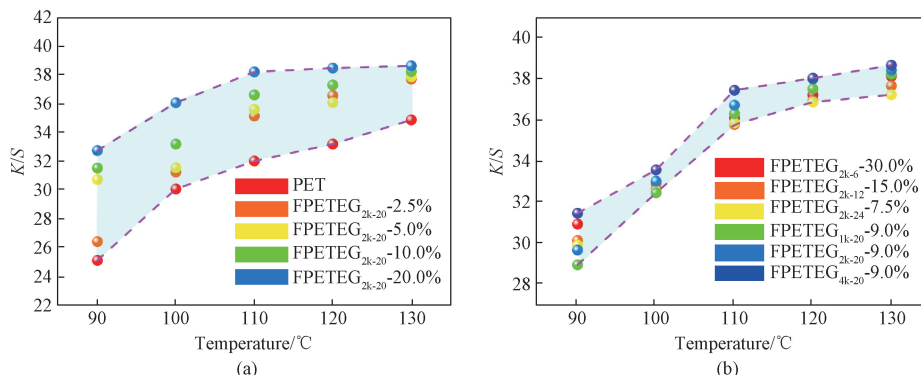 42
40
38
36
34
32
30
28
26
24
22
K/S
90
100
110
120
130
Temperature/℃
(a)
PET
FPETEG2k-20-2.5%
FPETEG2k-20-5.0%
FPETEG2k-20-10.0%
FPETEG2k-20-20.0%
40
38
36
34
32
30
28
K/S
90
100
110
120
130
Temperature/℃
(b)
FPETEG2k-6-30.0%
FPETEG2k-12-15.0%
FPETEG2k-24-7.5%
FPETEG1k-20-9.0%
FPETEG2k-20-9.0%
FPETEG4k-20-9.0%